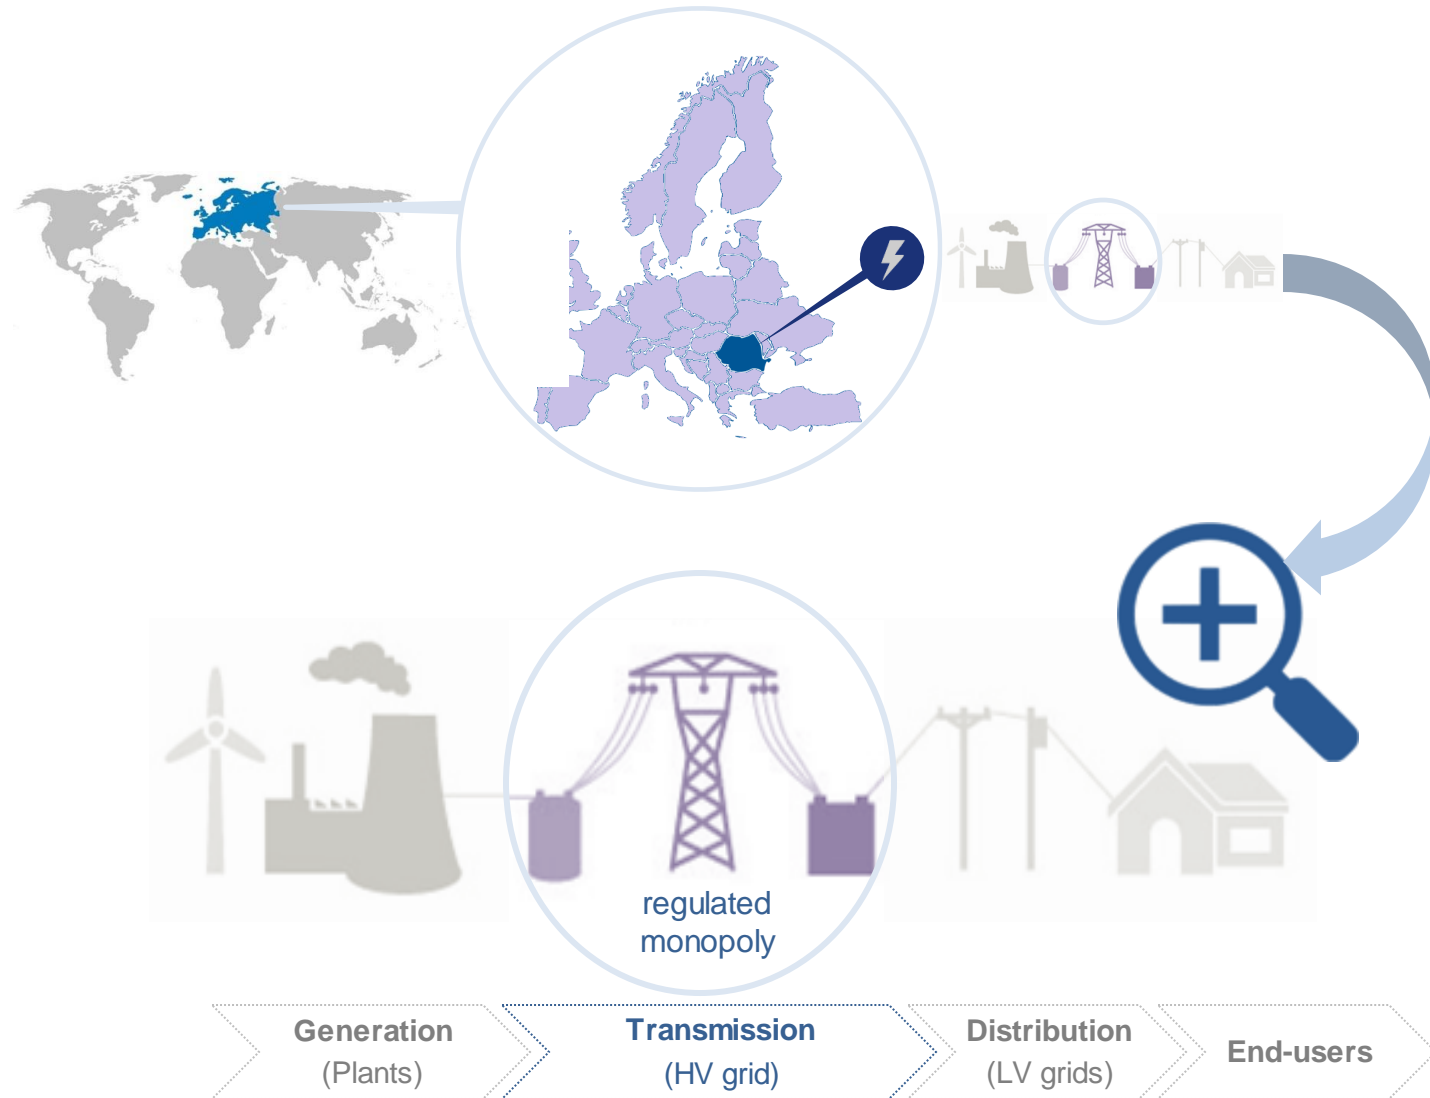 regulated
monopoly
Generation
(Plants)
Transmission
(HV grid)
Distribution
(LV grids)
End-users